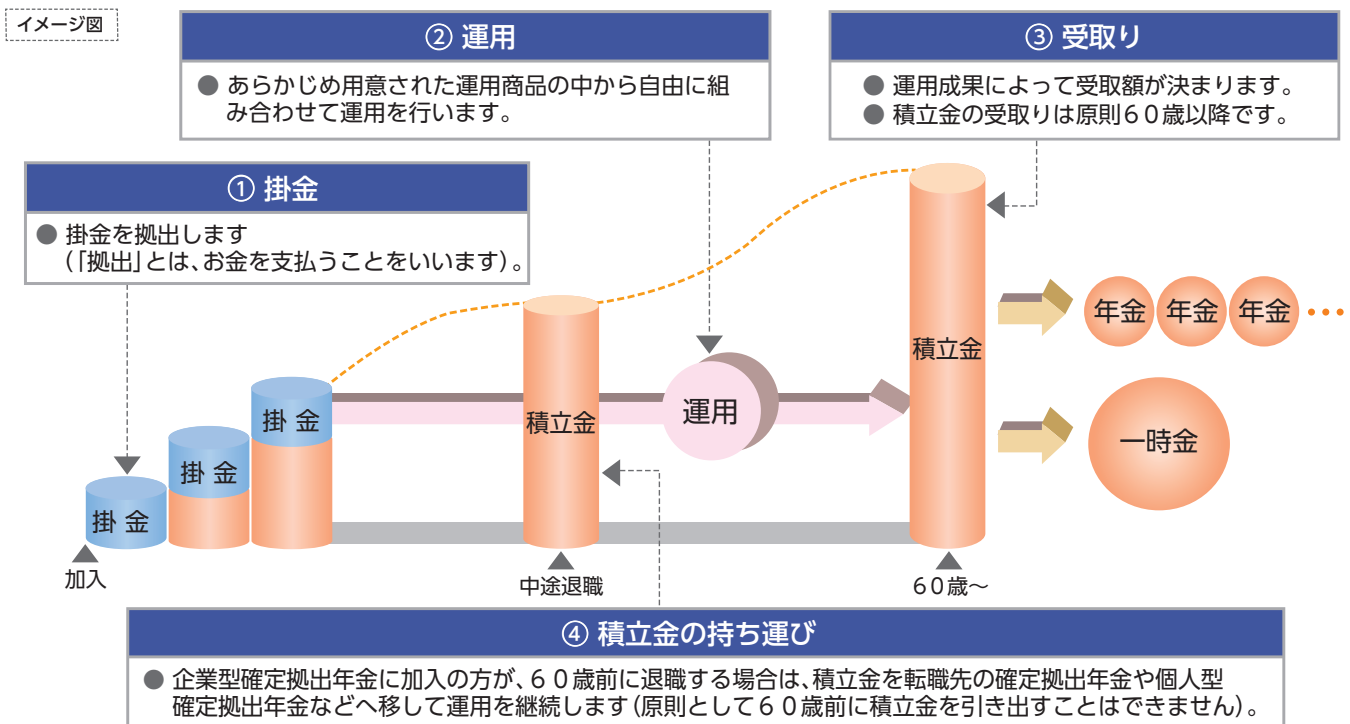 イメージ図
② 運用
● あらかじめ用意された運用商品の中から自由に組
み合わせて運用を行います。
③ 受取り
● 運用成果によって受取額が決まります。
● 積立金の受取りは原則60歳以降です。
① 掛金
● 掛金を拠出します
(「拠出」とは、お金を支払うことをいいます)。
掛 金
掛 金
掛 金
積立金
運用
積立金
年金 年金 年金 ・・・
一時金
加入
中途退職
60歳～
④ 積立金の持ち運び
● 企業型確定拠出年金に加入の方が、60歳前に退職する場合は、積立金を転職先の確定拠出年金や個人型
確定拠出年金などへ移して運用を継続します(原則として60歳前に積立金を引き出すことはできません)。